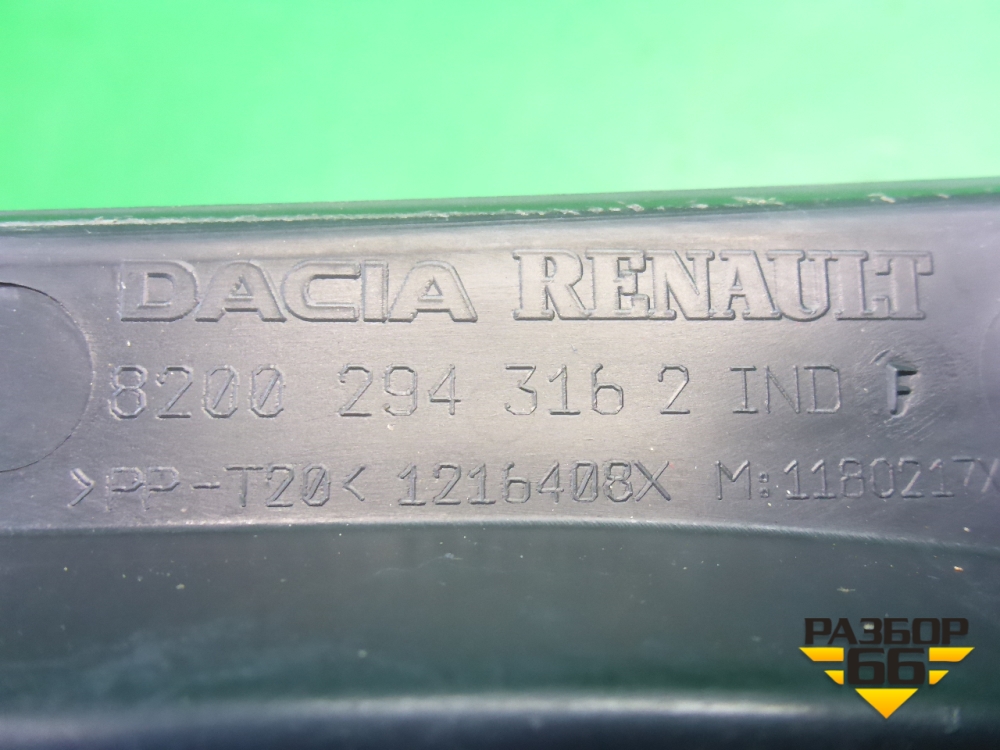 DACIA RENAULT
8200 294 316 2 IND F
>PP-T20< 1216408X M:1180217X
РАЗБОР
66